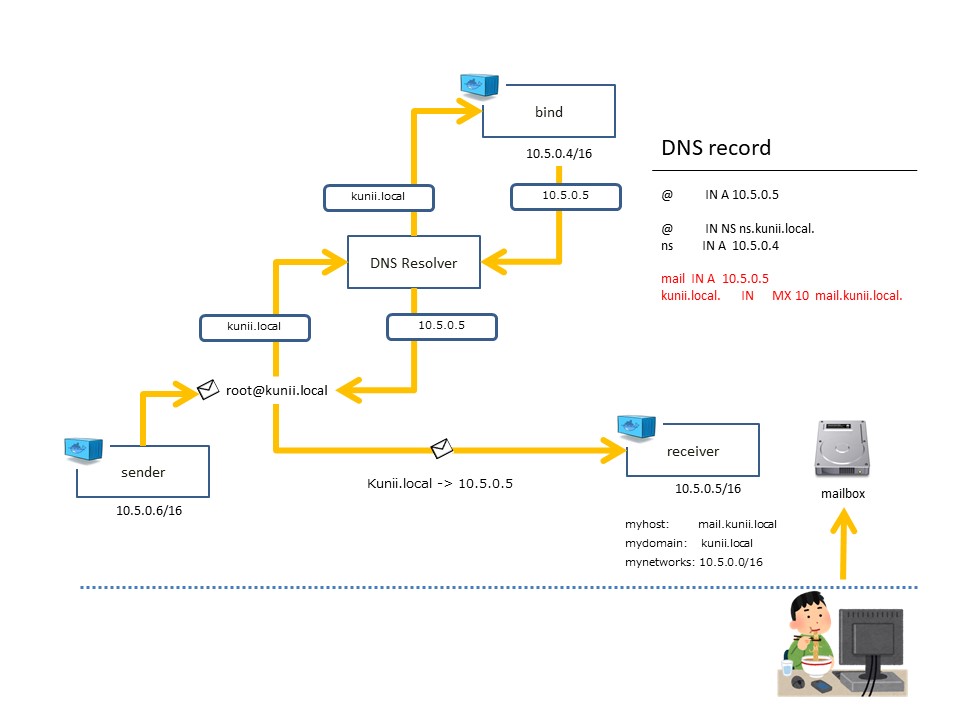 bind
10.5.0.4/16
DNS record
@ IN A 10.5.0.5
@ IN NS ns.kunii.local.
ns IN A 10.5.0.4
mail IN A 10.5.0.5
kunii.local. IN MX 10 mail.kunii.local.
kunii.local
10.5.0.5
DNS Resolver
kunii.local
10.5.0.5
root@kunii.local
sender
10.5.0.6/16
Kunii.local -> 10.5.0.5
receiver
10.5.0.5/16
mailbox
myhost: mail.kunii.local
mydomain: kunii.local
mynetworks: 10.5.0.0/16